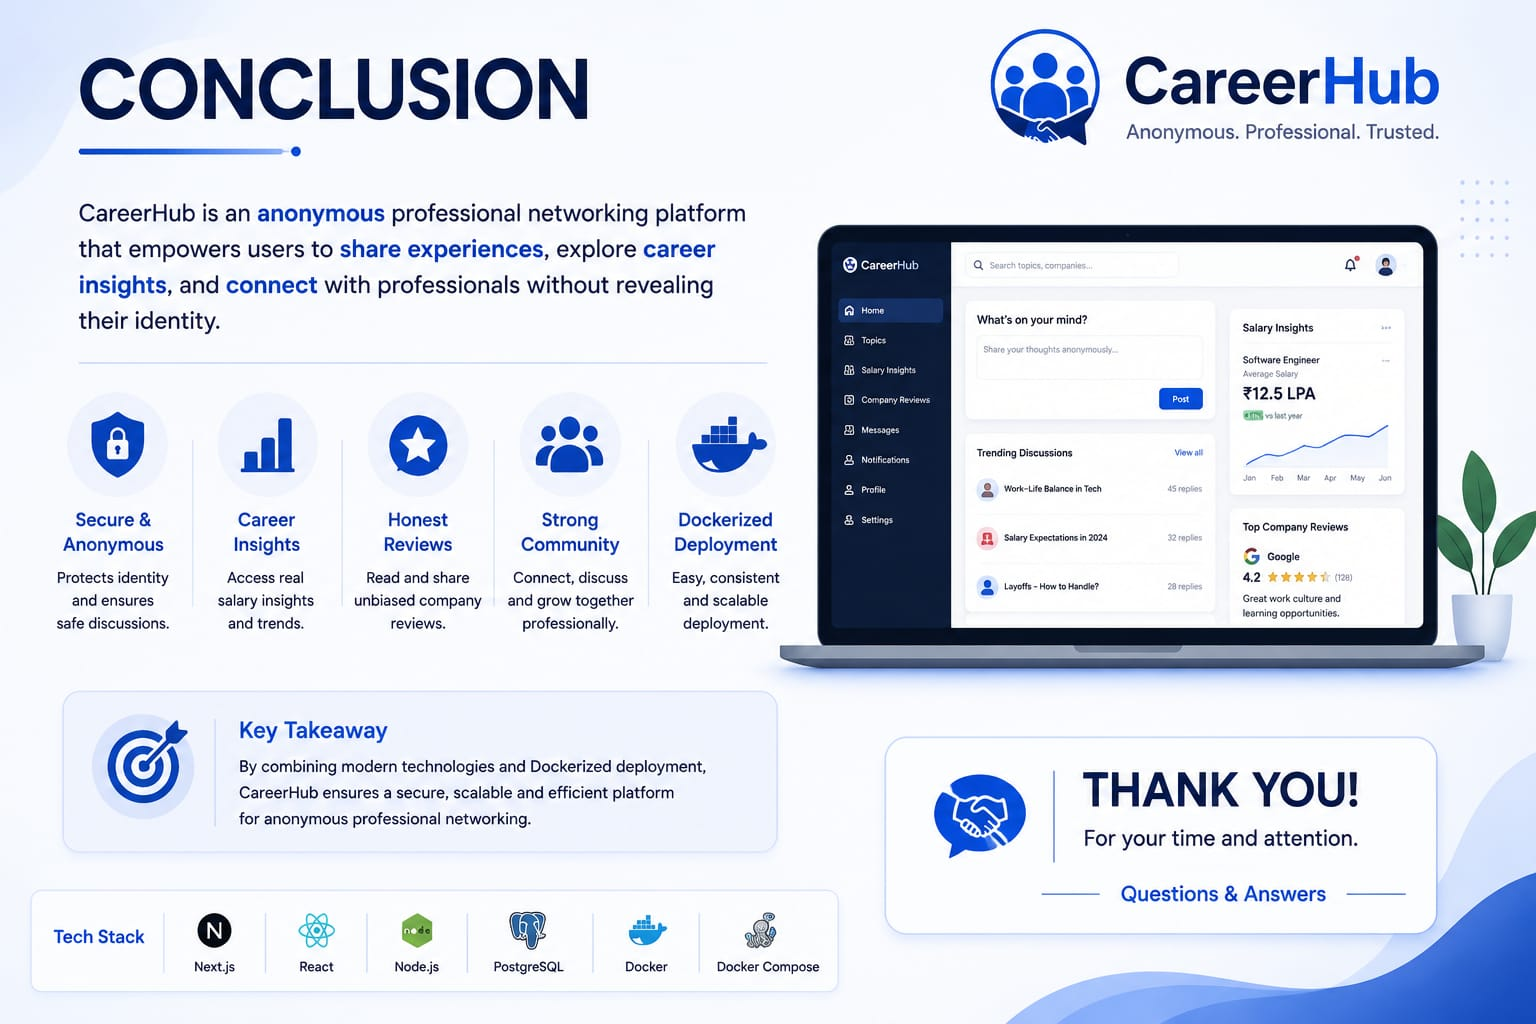 CONCLUSION
CareerHub
Anonymous. Professional. Trusted.
CareerHub is an anonymous professional networking platform
that empowers users to share experiences, explore career
insights, and connect with professionals without revealing
their identity.
Secure &
Anonymous
Protects identity
and ensures
safe discussions.
Career
Insights
Access real
salary insights
and trends.
Honest
Reviews
Read and share
unbiased company
reviews.
Strong
Community
Connect, discuss
and grow together
professionally.
Dockerized
Deployment
Easy, consistent
and scalable
deployment.
CareerHub
Home
Topics
Salary Insights
Company Reviews
Messages
Notifications
Profile
Settings
Search topics, companies...
What's on your mind?
Share your thoughts anonymously...
Post
Trending Discussions
View all
Work-Life Balance in Tech
45 replies
Salary Expectations in 2024
32 replies
Layoffs – How to Handle?
28 replies
Salary Insights
Software Engineer
Average Salary
₹12.5 LPA
vs last year
Jan Feb Mar Apr May Jun
Top Company Reviews
Google
4.2 (128)
Great work culture and
learning opportunities.
Key Takeaway
By combining modern technologies and Dockerized deployment,
CareerHub ensures a secure, scalable and efficient platform
for anonymous professional networking.
THANK YOU!
For your time and attention.
Questions & Answers
Tech Stack
N
Next.js
React
node
Node.js
PostgreSQL
Docker
Docker Compose